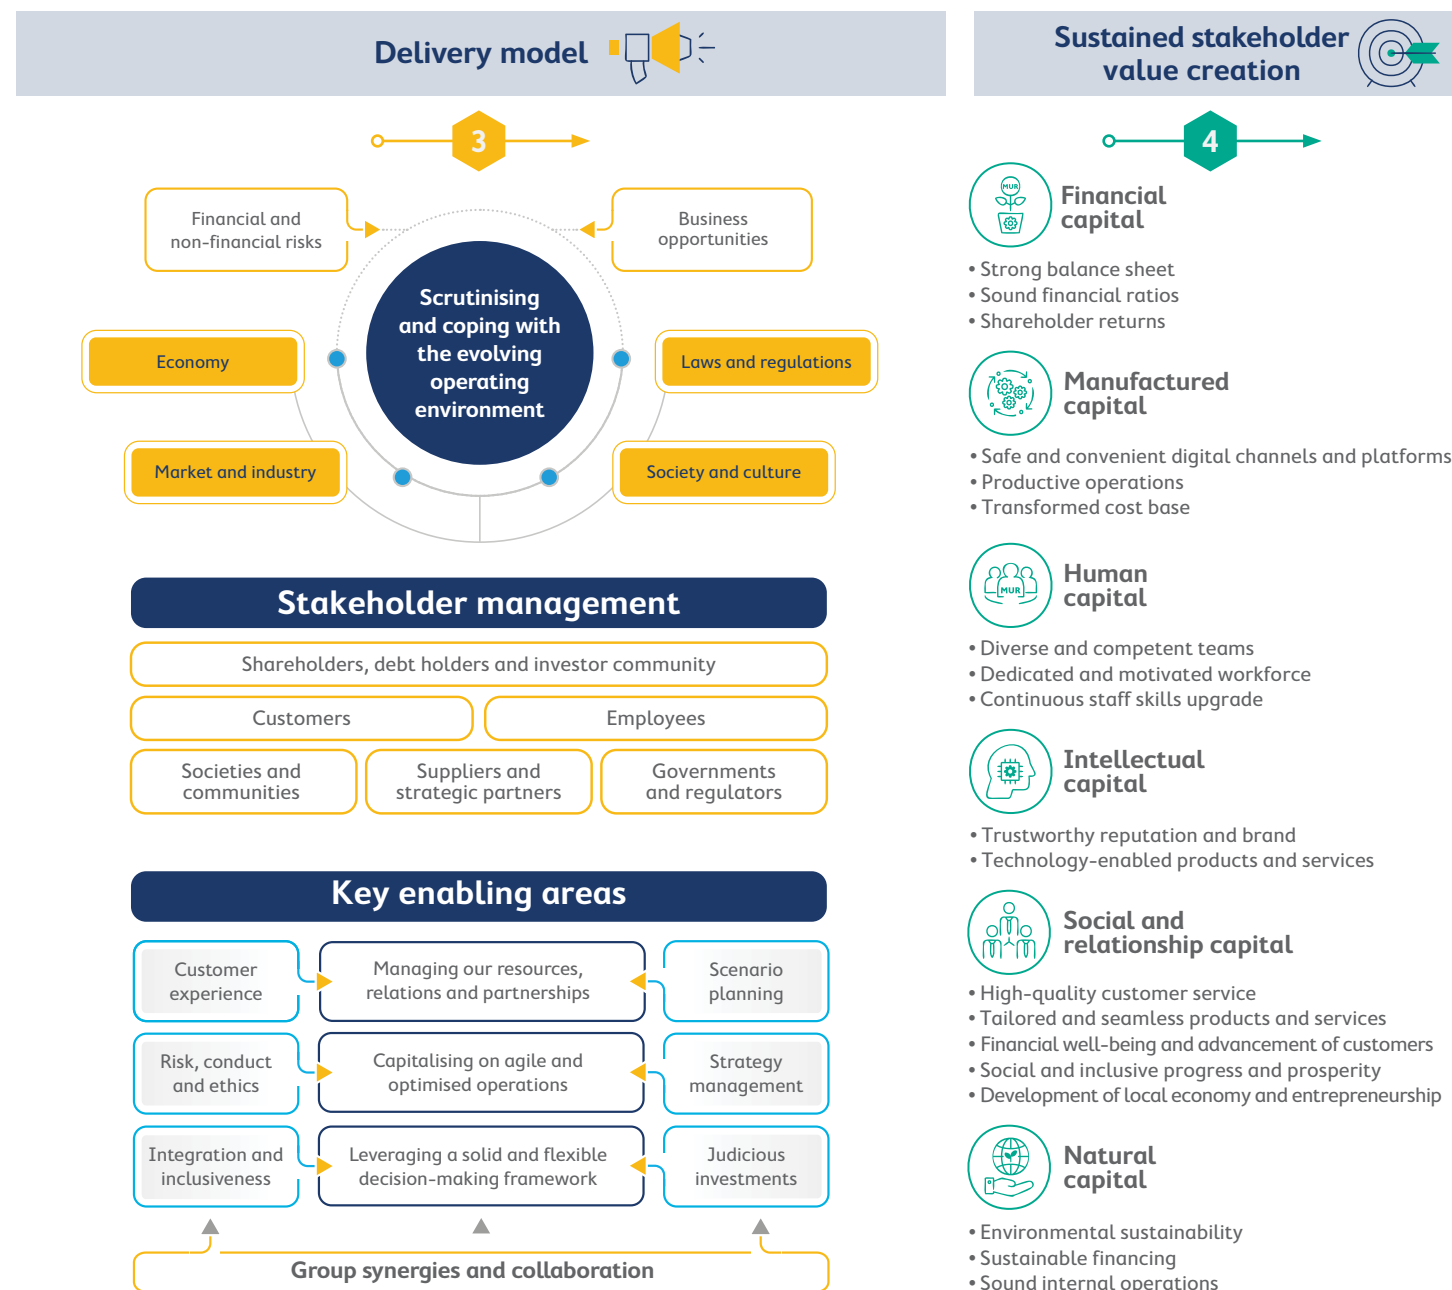 Delivery model
3
Financial and
non-financial risks
Business
opportunities
Scrutinising
and coping with
the evolving
operating
environment
Economy
Laws and regulations
Market and industry
Society and culture
Stakeholder management
Shareholders, debt holders and investor community
Customers
Employees
Societies and
communities
Suppliers and
strategic partners
Governments
and regulators
Key enabling areas
Customer
experience
Managing our resources,
relations and partnerships
Scenario
planning
Risk, conduct
and ethics
Capitalising on agile and
optimised operations
Strategy
management
Integration and
inclusiveness
Leveraging a solid and flexible
decision-making framework
Judicious
investments
Group synergies and collaboration
Sustained stakeholder
value creation
4
MUR
Financial
capital
• Strong balance sheet
• Sound financial ratios
• Shareholder returns
Manufactured
capital
• Safe and convenient digital channels and platforms
• Productive operations
• Transformed cost base
MUR
Human
capital
• Diverse and competent teams
• Dedicated and motivated workforce
• Continuous staff skills upgrade
Intellectual
capital
• Trustworthy reputation and brand
• Technology-enabled products and services
Social and
relationship capital
• High-quality customer service
• Tailored and seamless products and services
• Financial well-being and advancement of customers
• Social and inclusive progress and prosperity
• Development of local economy and entrepreneurship
Natural
capital
• Environmental sustainability
• Sustainable financing
• Sound internal operations